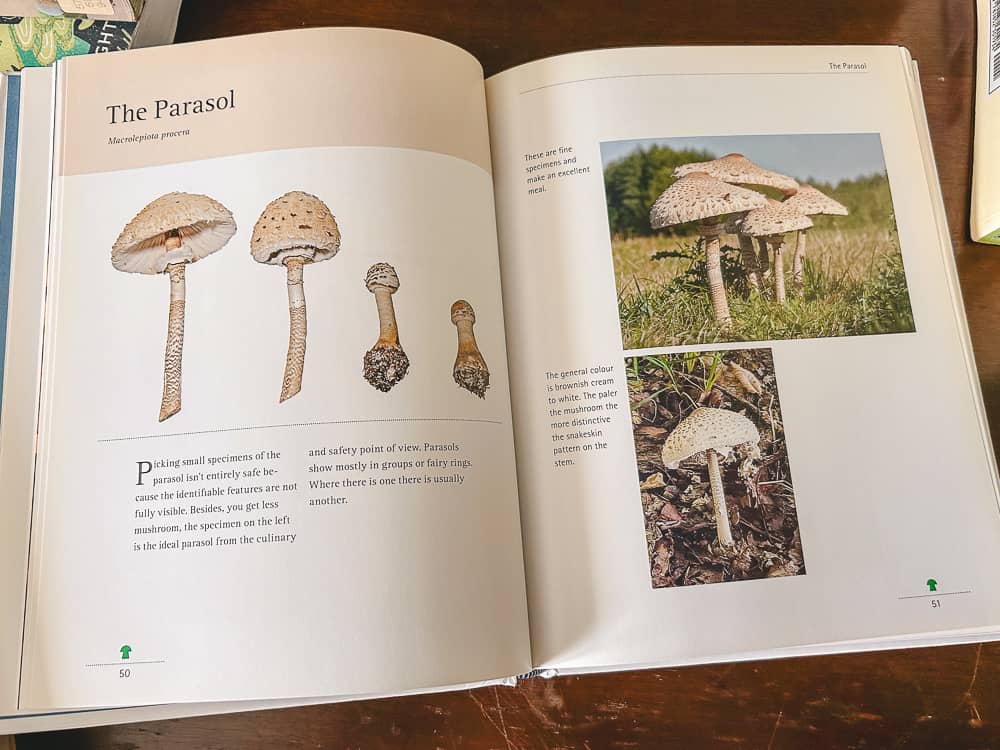 GHT
The Parasol
Macrolepiota procera
Picking small specimens of the
parasol isn't entirely safe be-
cause the identifiable features are not
fully visible. Besides, you get less
mushroom, the specimen on the left
is the ideal parasol from the culinary
and safety point of view. Parasols
show mostly in groups or fairy rings.
Where there is one there is usually
another.
50
The Parasol
These are fine
specimens and
make an excellent
meal.
The general colour
is brownish cream
to white. The paler
the mushroom the
more distinctive
the snakeskin
pattern on the
stem.
51